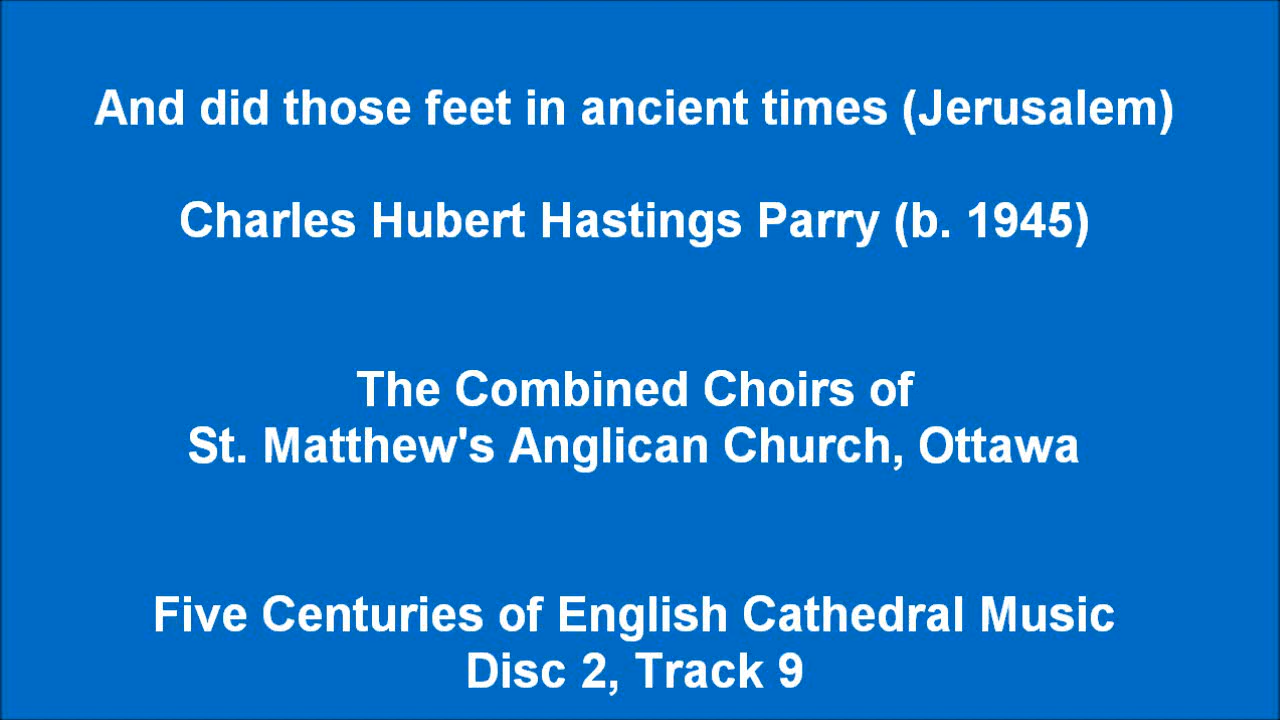 And did those feet in ancient times (Jerusalem)
Charles Hubert Hastings Parry (b. 1945)
The Combined Choirs of
St. Matthew's Anglican Church, Ottawa
Five Centuries of English Cathedral Music
Disc 2, Track 9